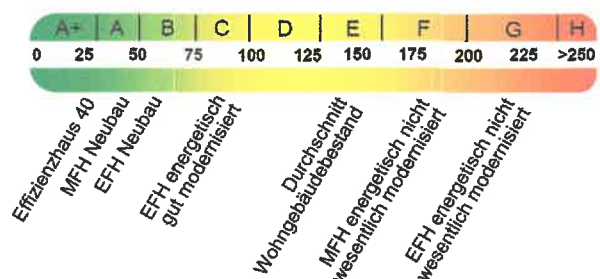 A+ A B C D E F G H
0 25 50 75 100 125 150 175 200 225 >250
Effizienzhaus 40
MFH Neubau
EFH Neubau
EFH energetisch
gut modernisiert
Durchschnitt
Wohngebäudebestand
MFH energetisch nicht
wesentlich modernisiert
EFH energetisch nicht
wesentlich modernisiert